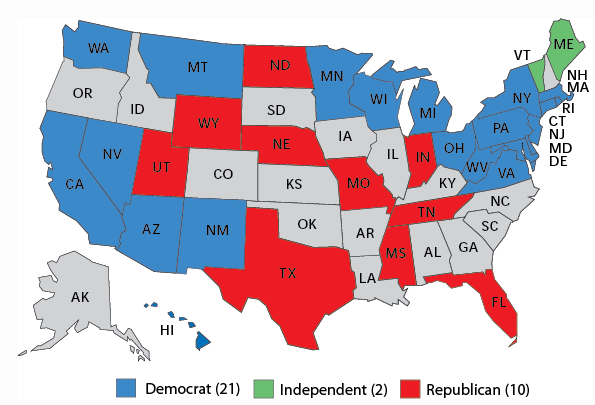 ME
VT
WA
NH
MT
ND
MN
MA
OR
ID
WI
NY
SD
MI
RI
WY
CT
IA
PA
NJ
NE
OH
MD
NV
IL
IN
UT
DE
WV
CO
VA
CA
KS
MO
KY
NC
TN
OK
AZ
NM
AR
SC
MS
AL
GA
TX
LA
AK
FL
HI
Democrat (21)
Independent (2)
Republican (10)